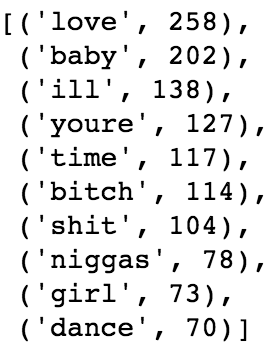 [('love', 258),
('baby', 202),
('ill', 138),
('youre', 127),
('time', 117),
('bitch', 114),
('shit', 104),
('niggas', 78),
('girl', 73),
('dance', 70)]